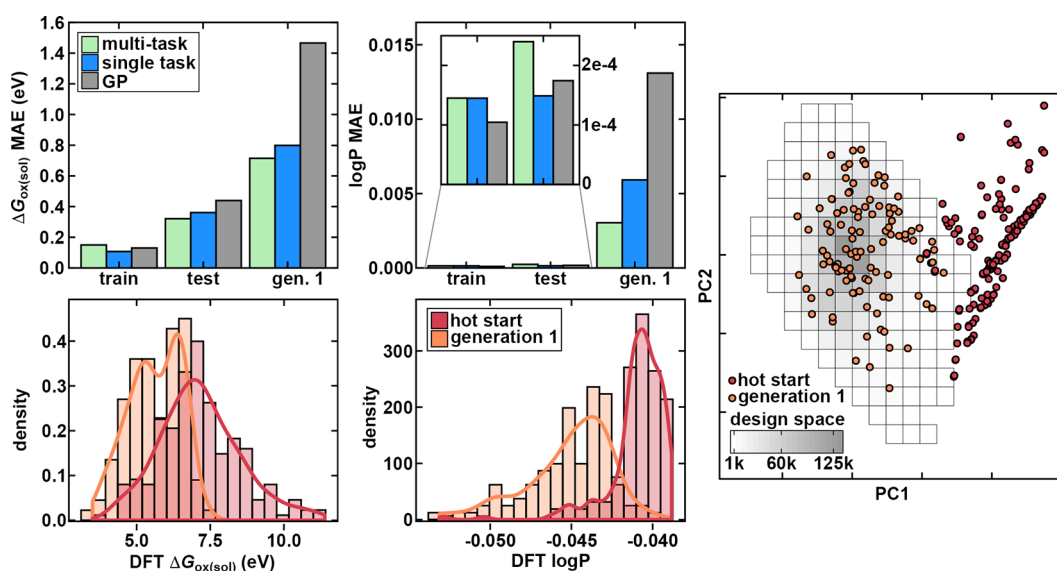 ΔG_ox(sol) MAE (eV)
1.6
1.4
1.2
1.0
0.8
0.6
0.4
0.2
0.0
multi-task
single task
GP
train test gen. 1
logP MAE
0.015
0.010
0.005
0.000
2e-4
1e-4
0
train test gen. 1
density
0.4
0.3
0.2
0.1
0.0
5.0 7.5 10.0
DFT ΔG_ox(sol) (eV)
density
300
200
100
0
hot start
generation 1
-0.050 -0.045 -0.040
DFT logP
PC2
hot start
generation 1
design space
1k 60k 125k
PC1